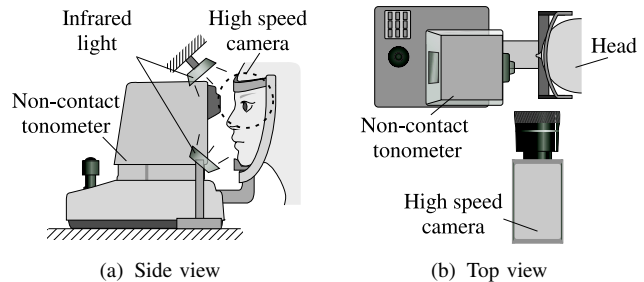 Infrared
light
High speed
camera
Non-contact
tonometer
(a) Side view
Head
Non-contact
tonometer
High speed
camera
(b) Top view